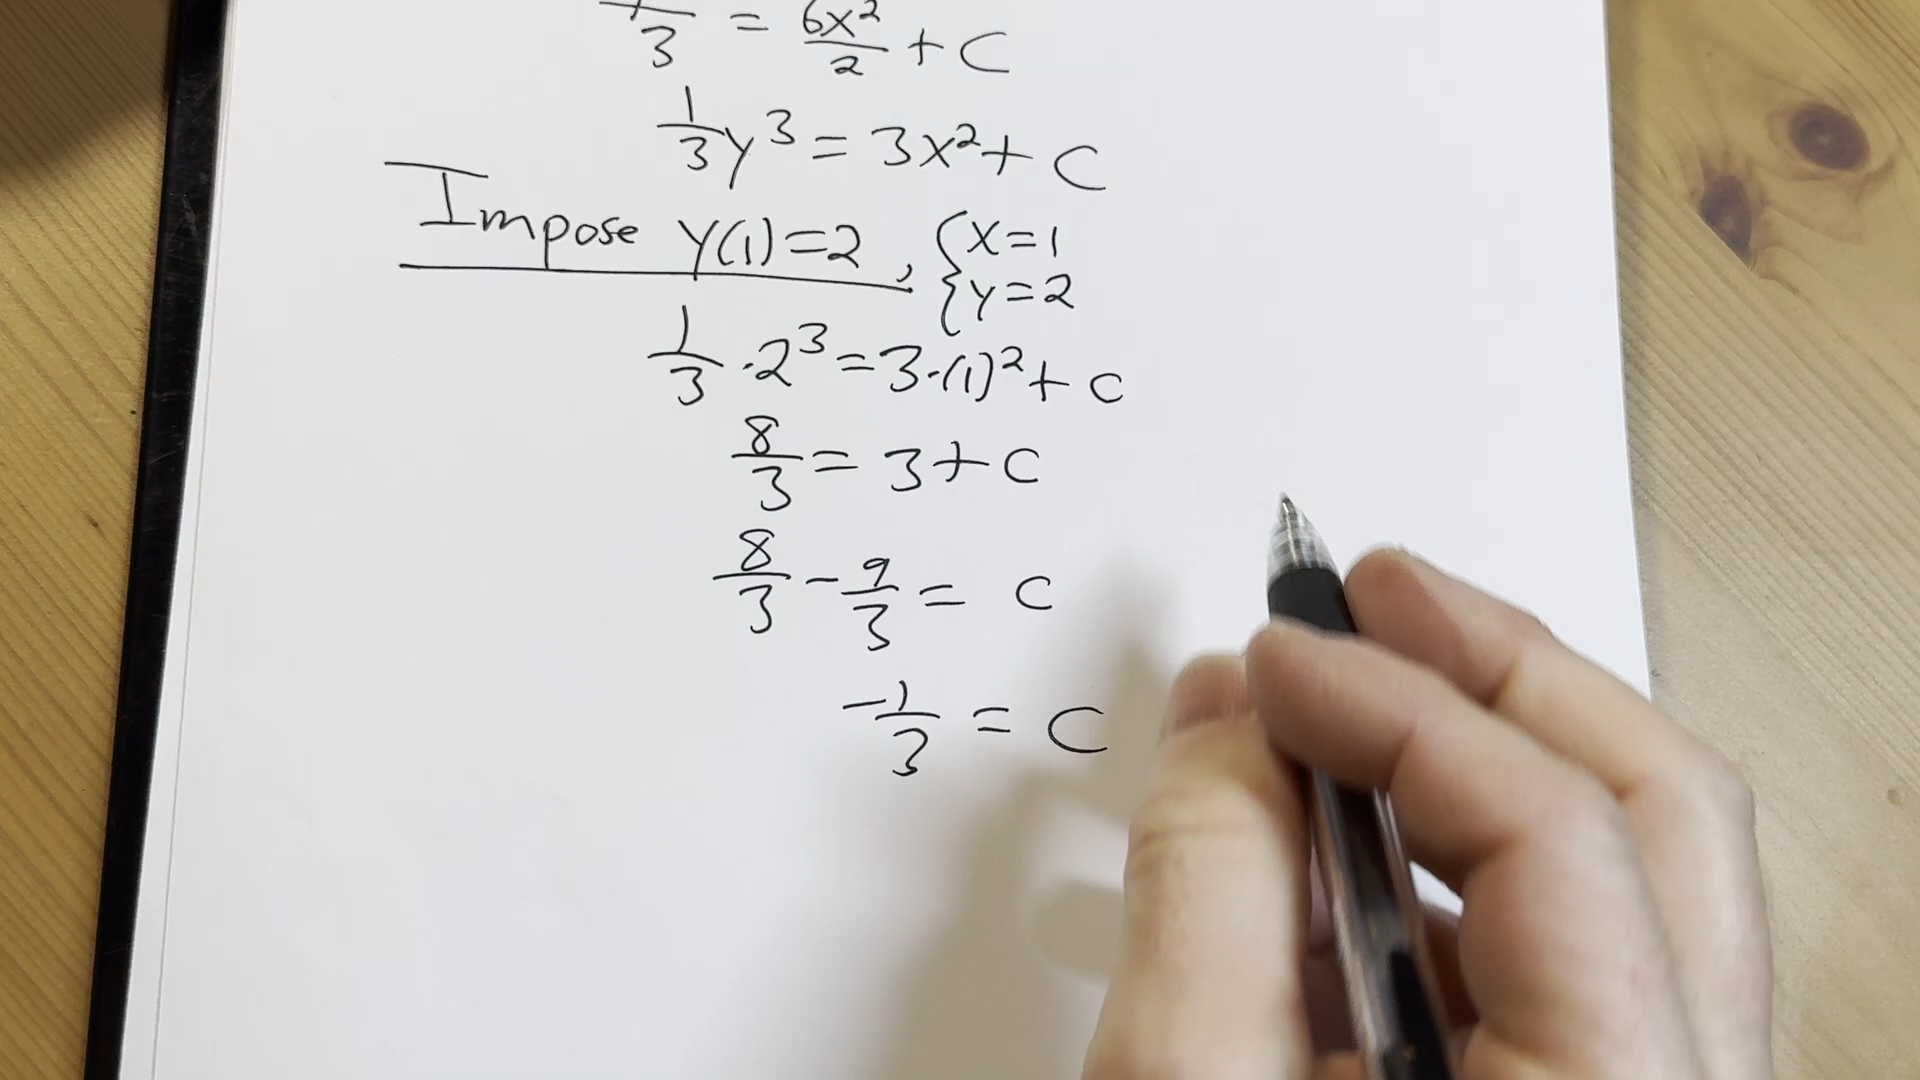 /3 = 6x²/2 + C
1/3 y³ = 3x² + C
Impose y(1)=2, { x=1
y=2
1/3 · 2³ = 3·(1)² + C
8/3 = 3 + C
8/3 - 9/3 = C
-1/3 = C